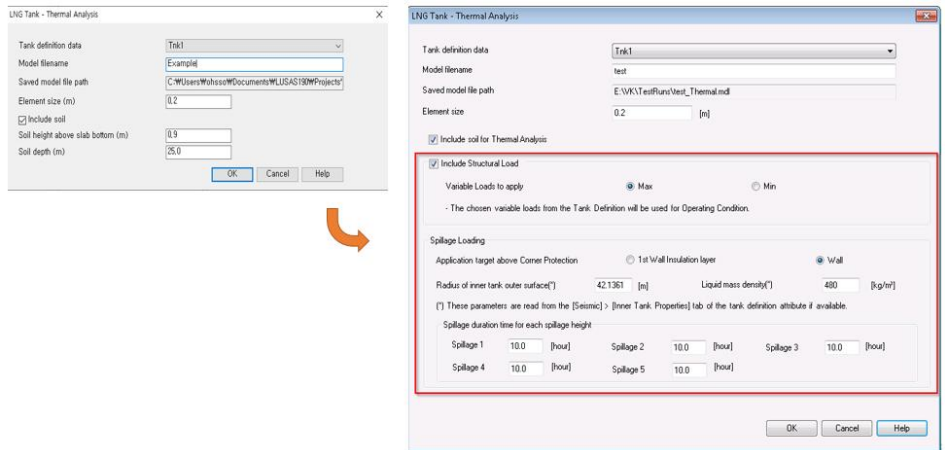 LNG Tank - Thermal Analysis
Tank definition data
Tnk1
Model filename
Example
Saved model file path
C:₩Users₩ohsso₩Documents₩LUSAS190₩Projects₩
Element size (m)
0,2
Include soil
Soil height above slab bottom (m)
0,9
Soil depth (m)
25,0
OK Cancel Help
LNG Tank - Thermal Analysis
Tank definition data
Tnk1
Model filename
test
Saved model file path
E:\VK\TestRuns\test_Thermal.mdl
Element size
0.2 [m]
Include soil for Thermal Analysis
Include Structural Load
Variable Loads to apply Max Min
- The chosen variable loads from the Tank Definition will be used for Operating Condition.
Spillage Loading
Application target above Corner Protection 1st Wall Insulation layer Wall
Radius of inner tank outer surface(*) 42.1361 [m] Liquid mass density(*) 480 [kg/m³]
(*) These parameters are read from the [Seismic] > [Inner Tank Properties] tab of the tank definition attribute if available.
Spillage duration time for each spillage height
Spillage 1 10.0 [hour] Spillage 2 10.0 [hour] Spillage 3 10.0 [hour]
Spillage 4 10.0 [hour] Spillage 5 10.0 [hour]
OK Cancel Help